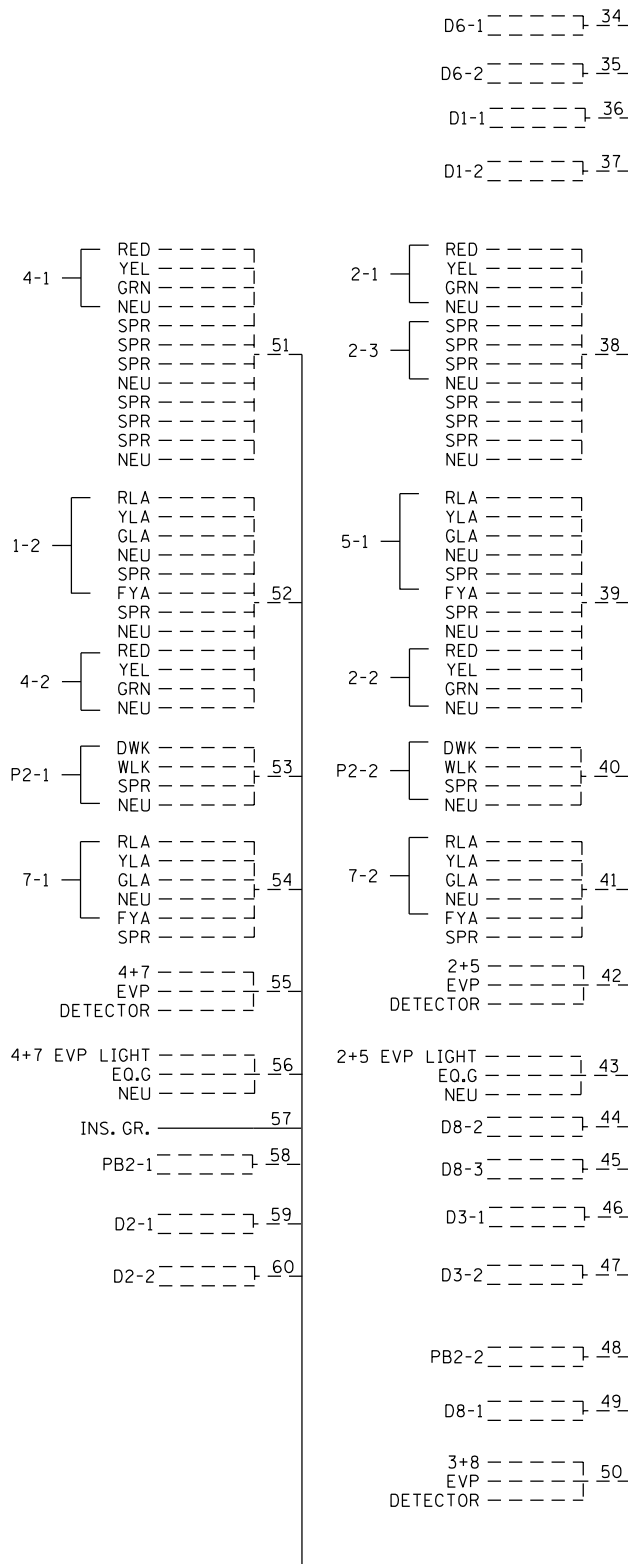 D6-1 34
D6-2 35
D1-1 36
D1-2 37
4-1
RED
YEL
GRN
NEU
SPR
SPR
SPR
NEU
SPR
SPR
SPR
NEU
51
1-2
RLA
YLA
GLA
NEU
SPR
FYA
SPR
NEU
4-2
RED
YEL
GRN
NEU
52
P2-1
DWK
WLK
SPR
NEU
53
7-1
RLA
YLA
GLA
NEU
FYA
SPR
54
4+7
EVP
DETECTOR
55
4+7 EVP LIGHT
EQ.G
NEU
56
INS. GR. 57
PB2-1 58
D2-1 59
D2-2 60
2-1
RED
YEL
GRN
NEU
2-3
SPR
SPR
SPR
NEU
SPR
SPR
SPR
NEU
38
5-1
RLA
YLA
GLA
NEU
SPR
FYA
SPR
NEU
2-2
RED
YEL
GRN
NEU
39
P2-2
DWK
WLK
SPR
NEU
40
7-2
RLA
YLA
GLA
NEU
FYA
SPR
41
2+5
EVP
DETECTOR
42
2+5 EVP LIGHT
EQ.G
NEU
43
D8-2 44
D8-3 45
D3-1 46
D3-2 47
PB2-2 48
D8-1 49
3+8
EVP
DETECTOR
50